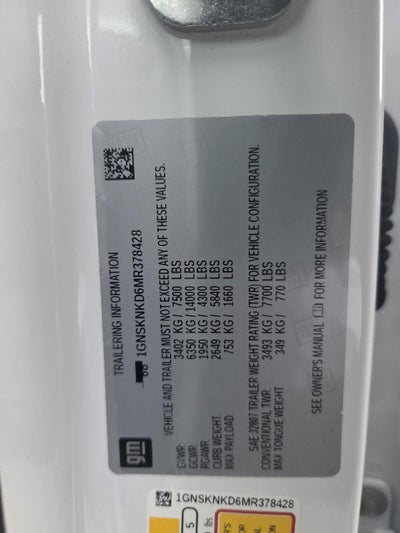 TRAILERING INFORMATION
1GNSKNKD6MR378428
VEHICLE AND TRAILER MUST NOT EXCEED ANY OF THESE VALUES.
GVWR 3402 KG / 7500 LBS
GCWR 6350 KG / 14000 LBS
RGAWR 1950 KG / 4300 LBS
CURB WEIGHT. 2649 KG / 5840 LBS
MAX PAYLOAD. 753 KG / 1660 LBS
SAE J2807 TRAILER WEIGHT RATING (TWR) FOR VEHICLE CONFIGURATION.
CONVENTIONAL TWR. 3493 KG / 7700 LBS
MAX TONGUE WEIGHT 349 KG / 770 LBS
SEE OWNER'S MANUAL FOR MORE INFORMATION
gm
1GNSKNKD6MR378428
5
lbs